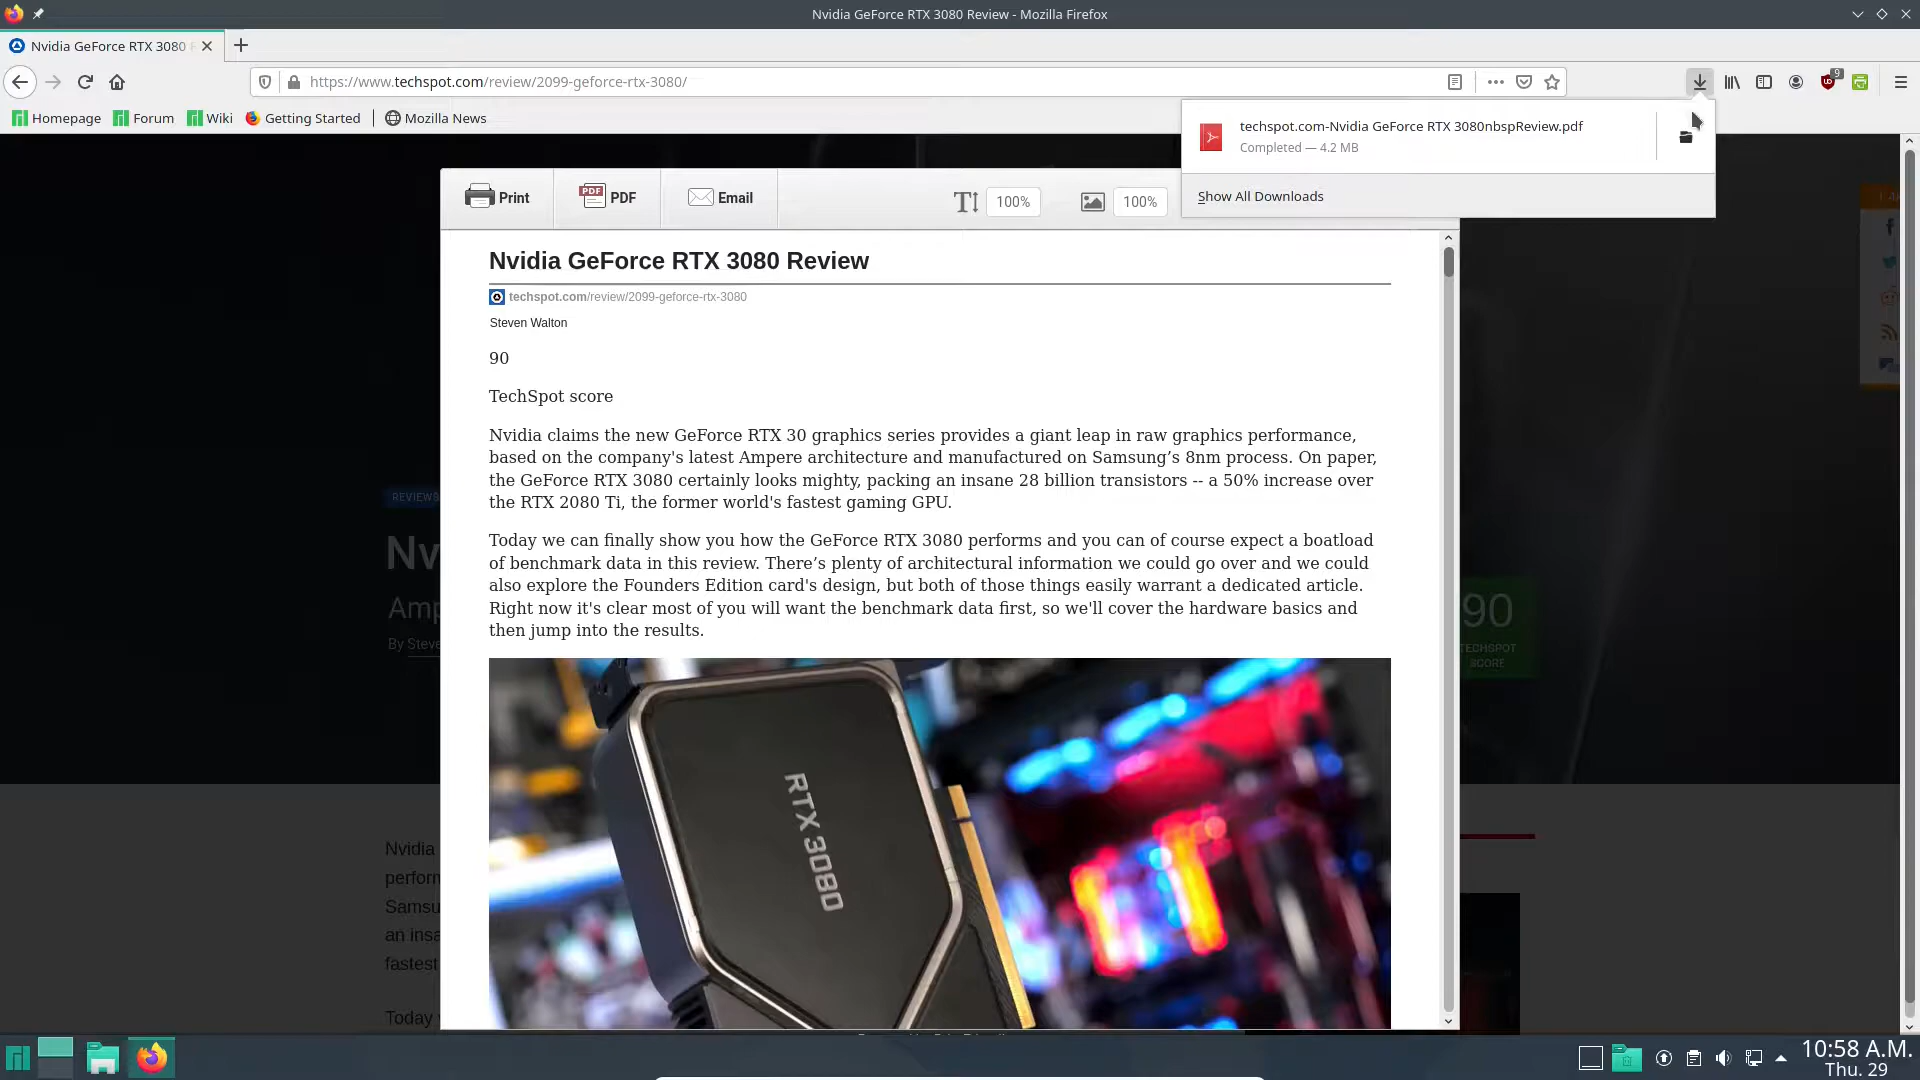 Nvidia GeForce RTX 3080 Review - Mozilla Firefox
Nvidia GeForce RTX 3080
https://www.techspot.com/review/2099-geforce-rtx-3080/
9
Homepage
Forum
Wiki
Getting Started
Mozilla News
techspot.com-Nvidia GeForce RTX 3080nbspReview.pdf
Completed — 4.2 MB
Show All Downloads
Print
PDF
PDF
Email
100%
100%
Nvidia GeForce RTX 3080 Review
techspot.com/review/2099-geforce-rtx-3080
Steven Walton
90
TechSpot score
Nvidia claims the new GeForce RTX 30 graphics series provides a giant leap in raw graphics performance,
based on the company's latest Ampere architecture and manufactured on Samsung’s 8nm process. On paper,
the GeForce RTX 3080 certainly looks mighty, packing an insane 28 billion transistors -- a 50% increase over
the RTX 2080 Ti, the former world's fastest gaming GPU.
Today we can finally show you how the GeForce RTX 3080 performs and you can of course expect a boatload
of benchmark data in this review. There’s plenty of architectural information we could go over and we could
also explore the Founders Edition card's design, but both of those things easily warrant a dedicated article.
Right now it's clear most of you will want the benchmark data first, so we'll cover the hardware basics and
then jump into the results.
RTX 3080
REVIEWS
Nv
Amp
By Steve
90
TECHSPOT
SCORE
Nvidia
perform
Samsu
an insa
fastest
Today
10:58 A.M.
Thu. 29